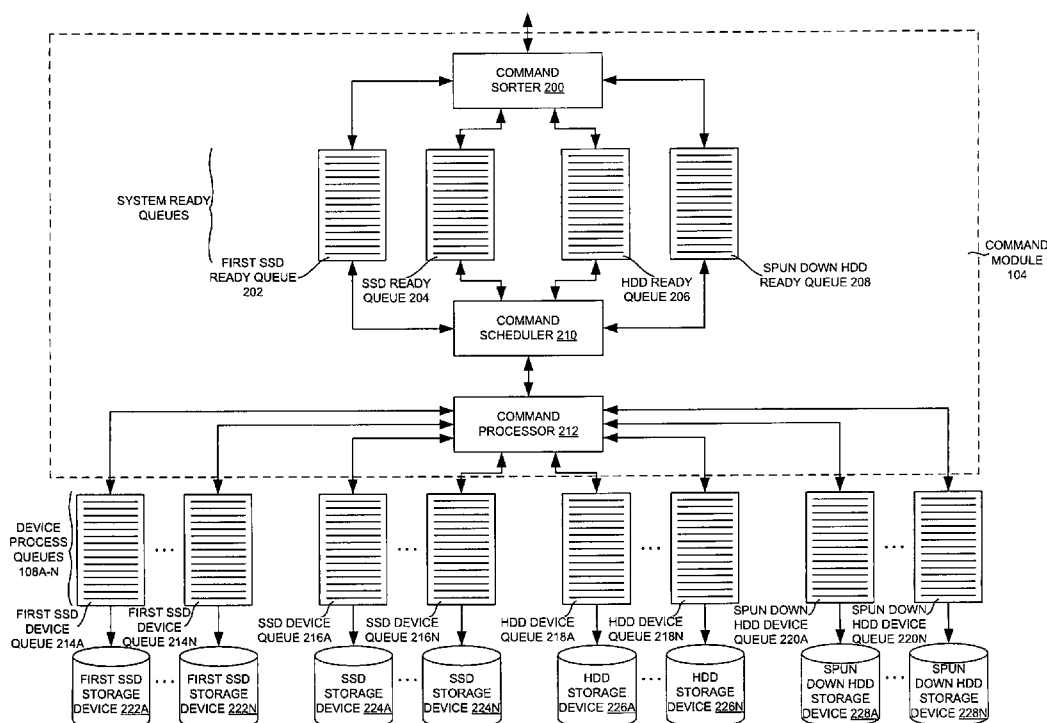 COMMAND
SORTER 200
SYSTEM READY
QUEUES
FIRST SSD
READY QUEUE
202
SSD READY
QUEUE 204
HDD READY
QUEUE 206
SPUN DOWN HDD
READY QUEUE 208
COMMAND
MODULE
104
COMMAND
SCHEDULER 210
COMMAND
PROCESSOR 212
DEVICE
PROCESS
QUEUES
108A-N
...
...
...
...
FIRST SSD
DEVICE
QUEUE 214A
FIRST SSD
DEVICE
QUEUE 214N
SSD DEVICE
QUEUE 216A
SSD DEVICE
QUEUE 216N
HDD DEVICE
QUEUE 218A
HDD DEVICE
QUEUE 218N
SPUN DOWN
HDD DEVICE
QUEUE 220A
SPUN DOWN
HDD DEVICE
QUEUE 220N
FIRST SSD
STORAGE
DEVICE 222A
...
FIRST SSD
STORAGE
DEVICE 222N
SSD
STORAGE
DEVICE 224A
...
SSD
STORAGE
DEVICE 224N
HDD
STORAGE
DEVICE 226A
...
HDD
STORAGE
DEVICE 226N
SPUN
DOWN HDD
STORAGE
DEVICE 228A
...
SPUN
DOWN HDD
STORAGE
DEVICE 228N